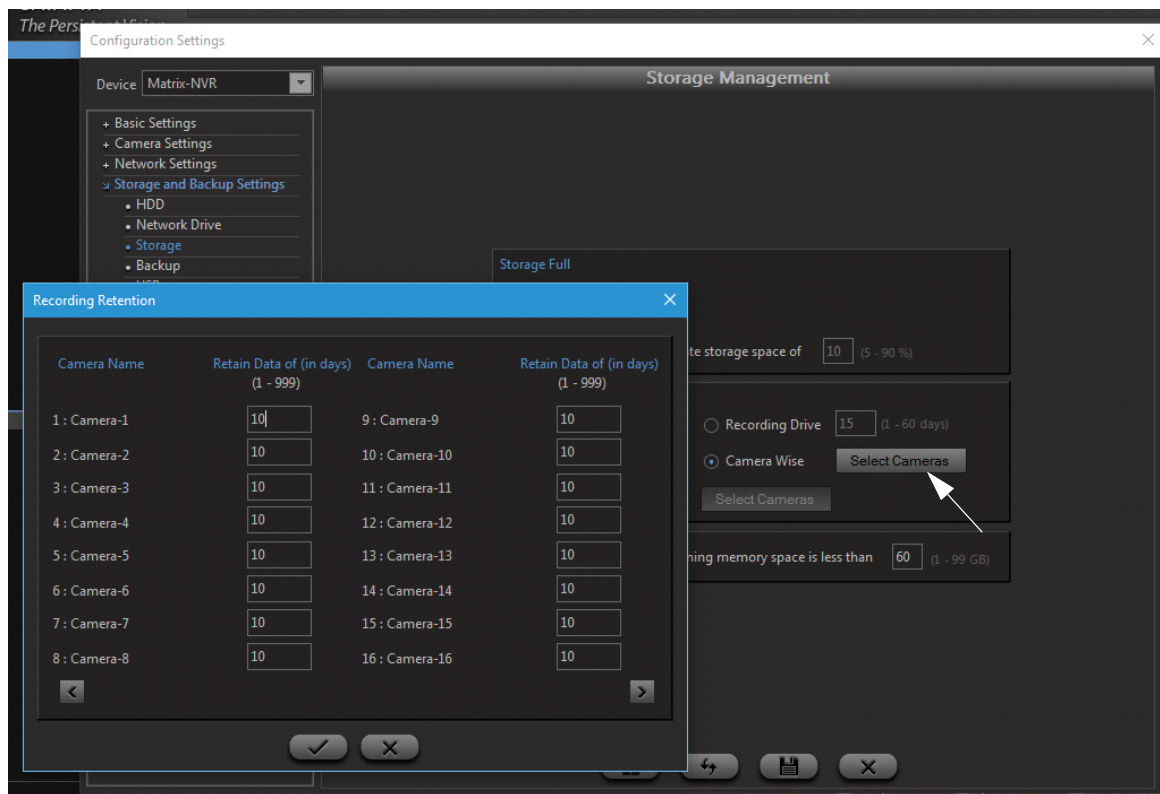 The Persistent Vision
Configuration Settings
Device Matrix-NVR
Storage Management
+ Basic Settings
+ Camera Settings
+ Network Settings
Storage and Backup Settings
HDD
Network Drive
Storage
Backup
Storage Full
te storage space of 10 (5 - 90 %)
Recording Drive 15 (1 - 60 days)
Camera Wise Select Cameras
Select Cameras
ning memory space is less than 60 (1 - 99 GB)
Recording Retention
Camera Name Retain Data of (in days) Camera Name Retain Data of (in days)
(1 - 999) (1 - 999)
1 : Camera-1 10 9 : Camera-9 10
2 : Camera-2 10 10 : Camera-10 10
3 : Camera-3 10 11 : Camera-11 10
4 : Camera-4 10 12 : Camera-12 10
5 : Camera-5 10 13 : Camera-13 10
6 : Camera-6 10 14 : Camera-14 10
7 : Camera-7 10 15 : Camera-15 10
8 : Camera-8 10 16 : Camera-16 10